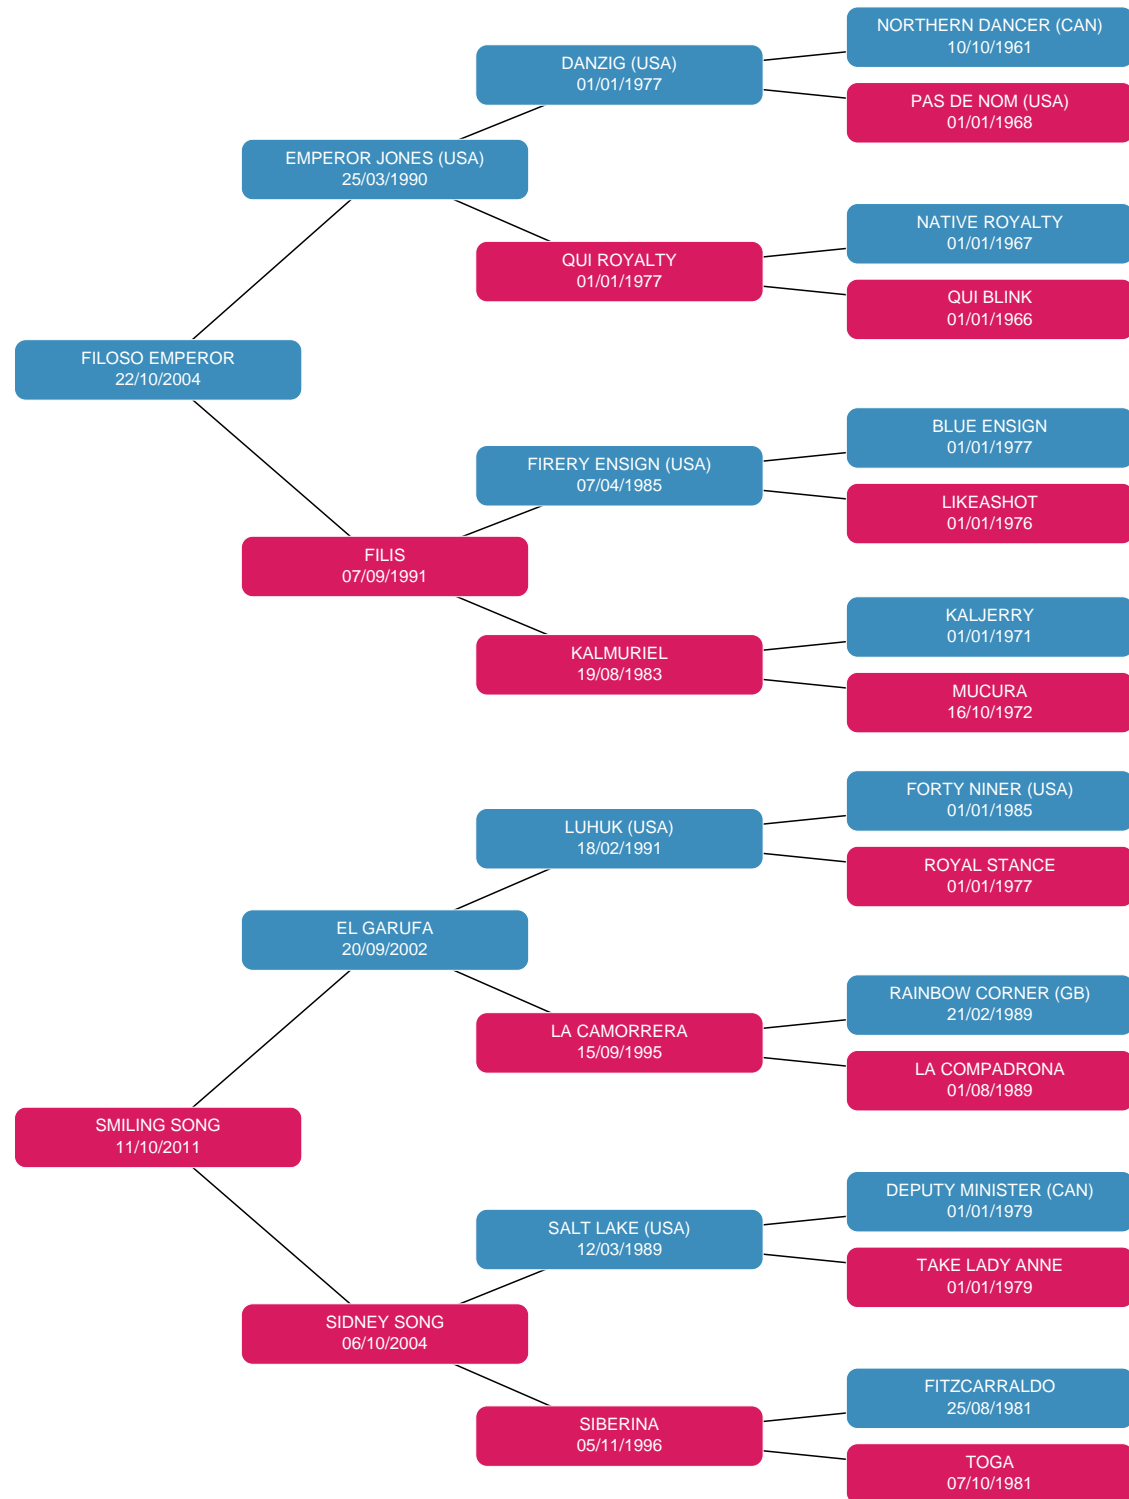 NORTHERN DANCER (CAN)
10/10/1961
DANZIG (USA)
01/01/1977
PAS DE NOM (USA)
01/01/1968
EMPEROR JONES (USA)
25/03/1990
NATIVE ROYALTY
01/01/1967
QUI ROYALTY
01/01/1977
QUI BLINK
01/01/1966
FILOSO EMPEROR
22/10/2004
BLUE ENSIGN
01/01/1977
FIRERY ENSIGN (USA)
07/04/1985
LIKEASHOT
01/01/1976
FILIS
07/09/1991
KALJERRY
01/01/1971
KALMURIEL
19/08/1983
MUCURA
16/10/1972
FORTY NINER (USA)
01/01/1985
LUHUK (USA)
18/02/1991
ROYAL STANCE
01/01/1977
EL GARUFA
20/09/2002
RAINBOW CORNER (GB)
21/02/1989
LA CAMORRERA
15/09/1995
LA COMPADRONA
01/08/1989
SMILING SONG
11/10/2011
DEPUTY MINISTER (CAN)
01/01/1979
SALT LAKE (USA)
12/03/1989
TAKE LADY ANNE
01/01/1979
SIDNEY SONG
06/10/2004
FITZCARRALDO
25/08/1981
SIBERINA
05/11/1996
TOGA
07/10/1981